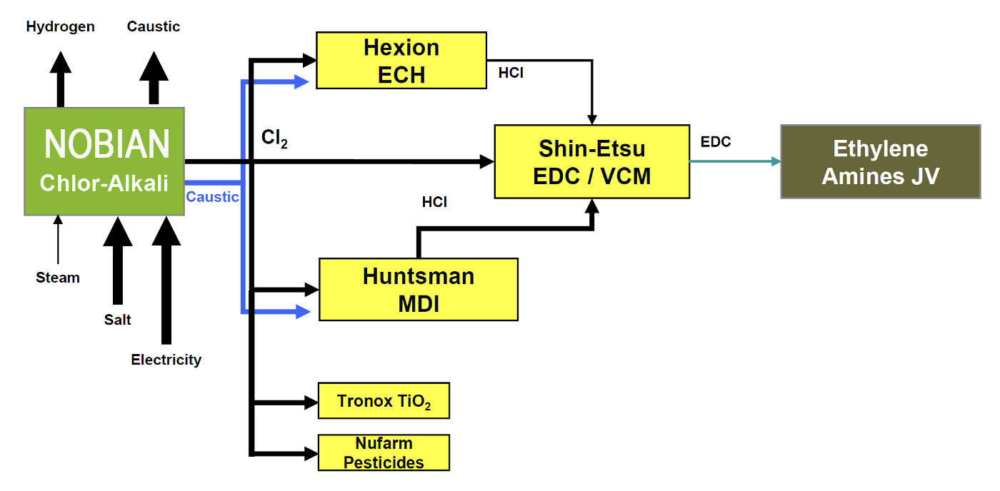 Hydrogen
Caustic
NOBIAN
Chlor-Alkali
Steam
Salt
Electricity
Caustic
Cl₂
Hexion
ECH
HCl
Shin-Etsu
EDC / VCM
EDC
Ethylene
Amines JV
HCl
Huntsman
MDI
Tronox TiO₂
Nufarm
Pesticides